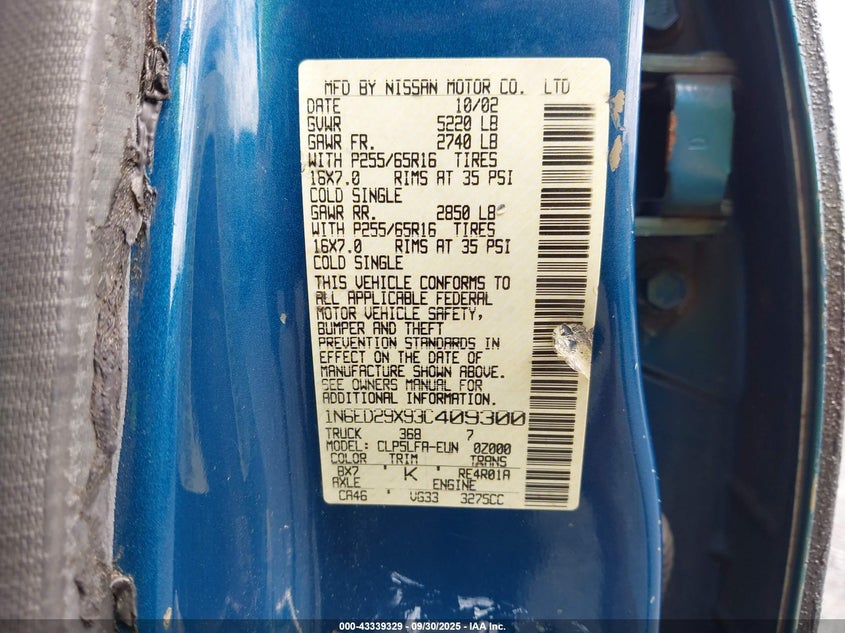 MFD BY NISSAN MOTOR CO. LTD
DATE 10/02
GVWR 5220 LB
GAWR FR. 2740 LB
WITH P255/65R16 TIRES
16X7.0 RIMS AT 35 PSI
COLD SINGLE
GAWR RR. 2850 LB
WITH P255/65R16 TIRES
16X7.0 RIMS AT 35 PSI
COLD SINGLE
THIS VEHICLE CONFORMS TO
ALL APPLICABLE FEDERAL
MOTOR VEHICLE SAFETY,
BUMPER AND THEFT
PREVENTION STANDARDS IN
EFFECT ON THE DATE OF
MANUFACTURE SHOWN ABOVE.
SEE OWNERS MANUAL FOR
ADDITIONAL INFORMATION.
1N6ED29X93C409300
TRUCK 368 7
MODEL: CLP5LFA-EUN 0Z000
COLOR TRIM TRANS
BX7 K RE4R01A
AXLE ENGINE
CA46 VG33 3275CC
000-43339329 - 09/30/2025 - IAA Inc.